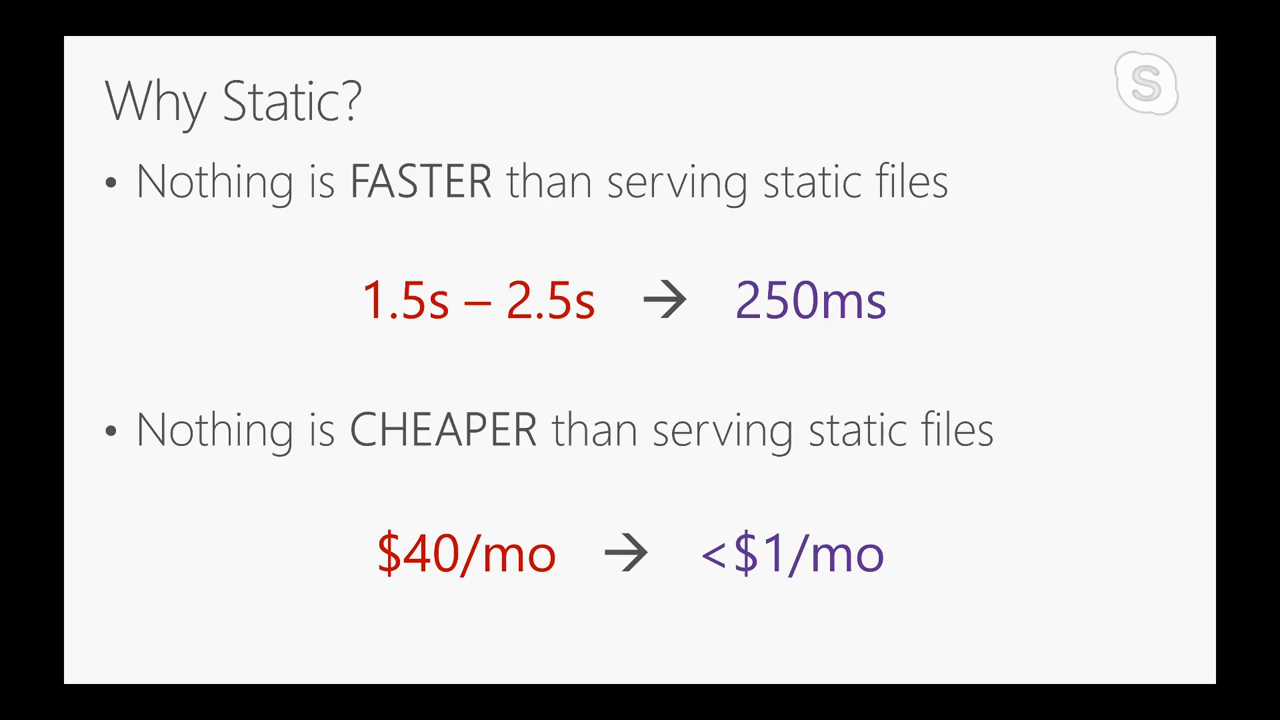 Why Static?
• Nothing is FASTER than serving static files
1.5s – 2.5s → 250ms
• Nothing is CHEAPER than serving static files
$40/mo → <$1/mo
S